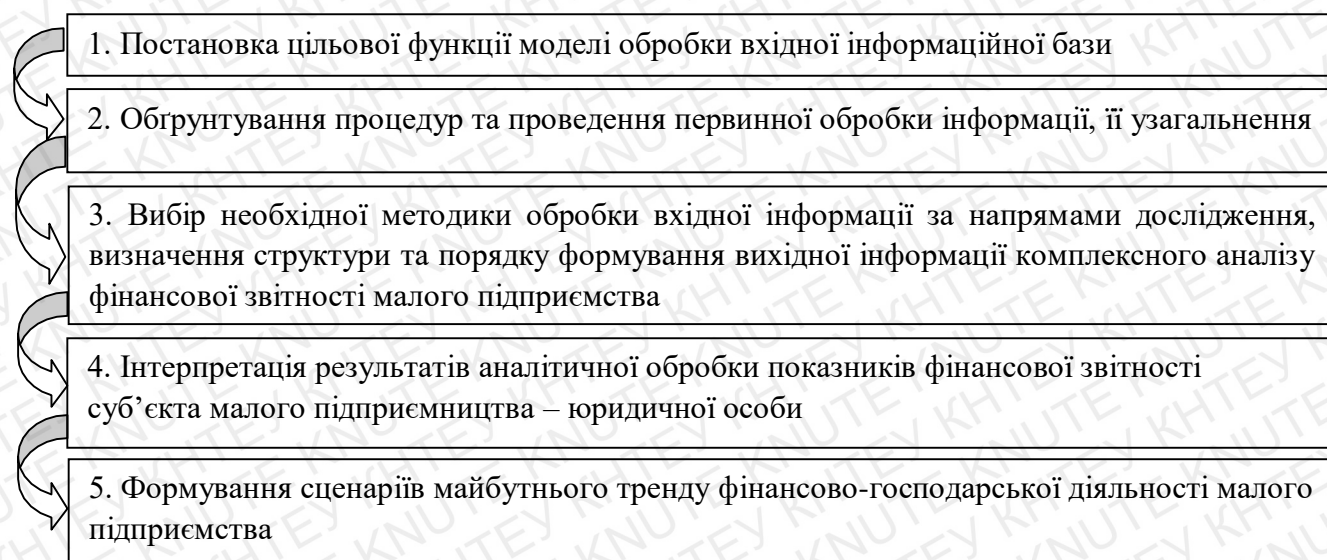 1. Постановка цільової функції моделі обробки вхідної інформаційної бази
2. Обґрунтування процедур та проведення первинної обробки інформації, її узагальнення
3. Вибір необхідної методики обробки вхідної інформації за напрямами дослідження,
визначення структури та порядку формування вихідної інформації комплексного аналізу
фінансової звітності малого підприємства
4. Інтерпретація результатів аналітичної обробки показників фінансової звітності
суб’єкта малого підприємництва – юридичної особи
5. Формування сценаріїв майбутнього тренду фінансово-господарської діяльності малого
підприємства